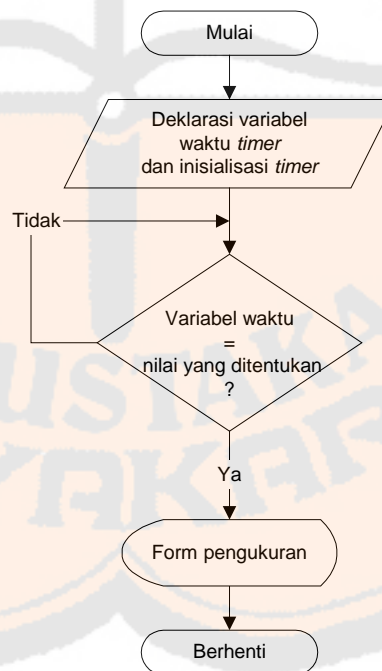 Mulai
Deklarasi variabel
waktu timer
dan inisialisasi timer
Tidak
Variabel waktu
=
nilai yang ditentukan
?
Ya
Form pengukuran
Berhenti